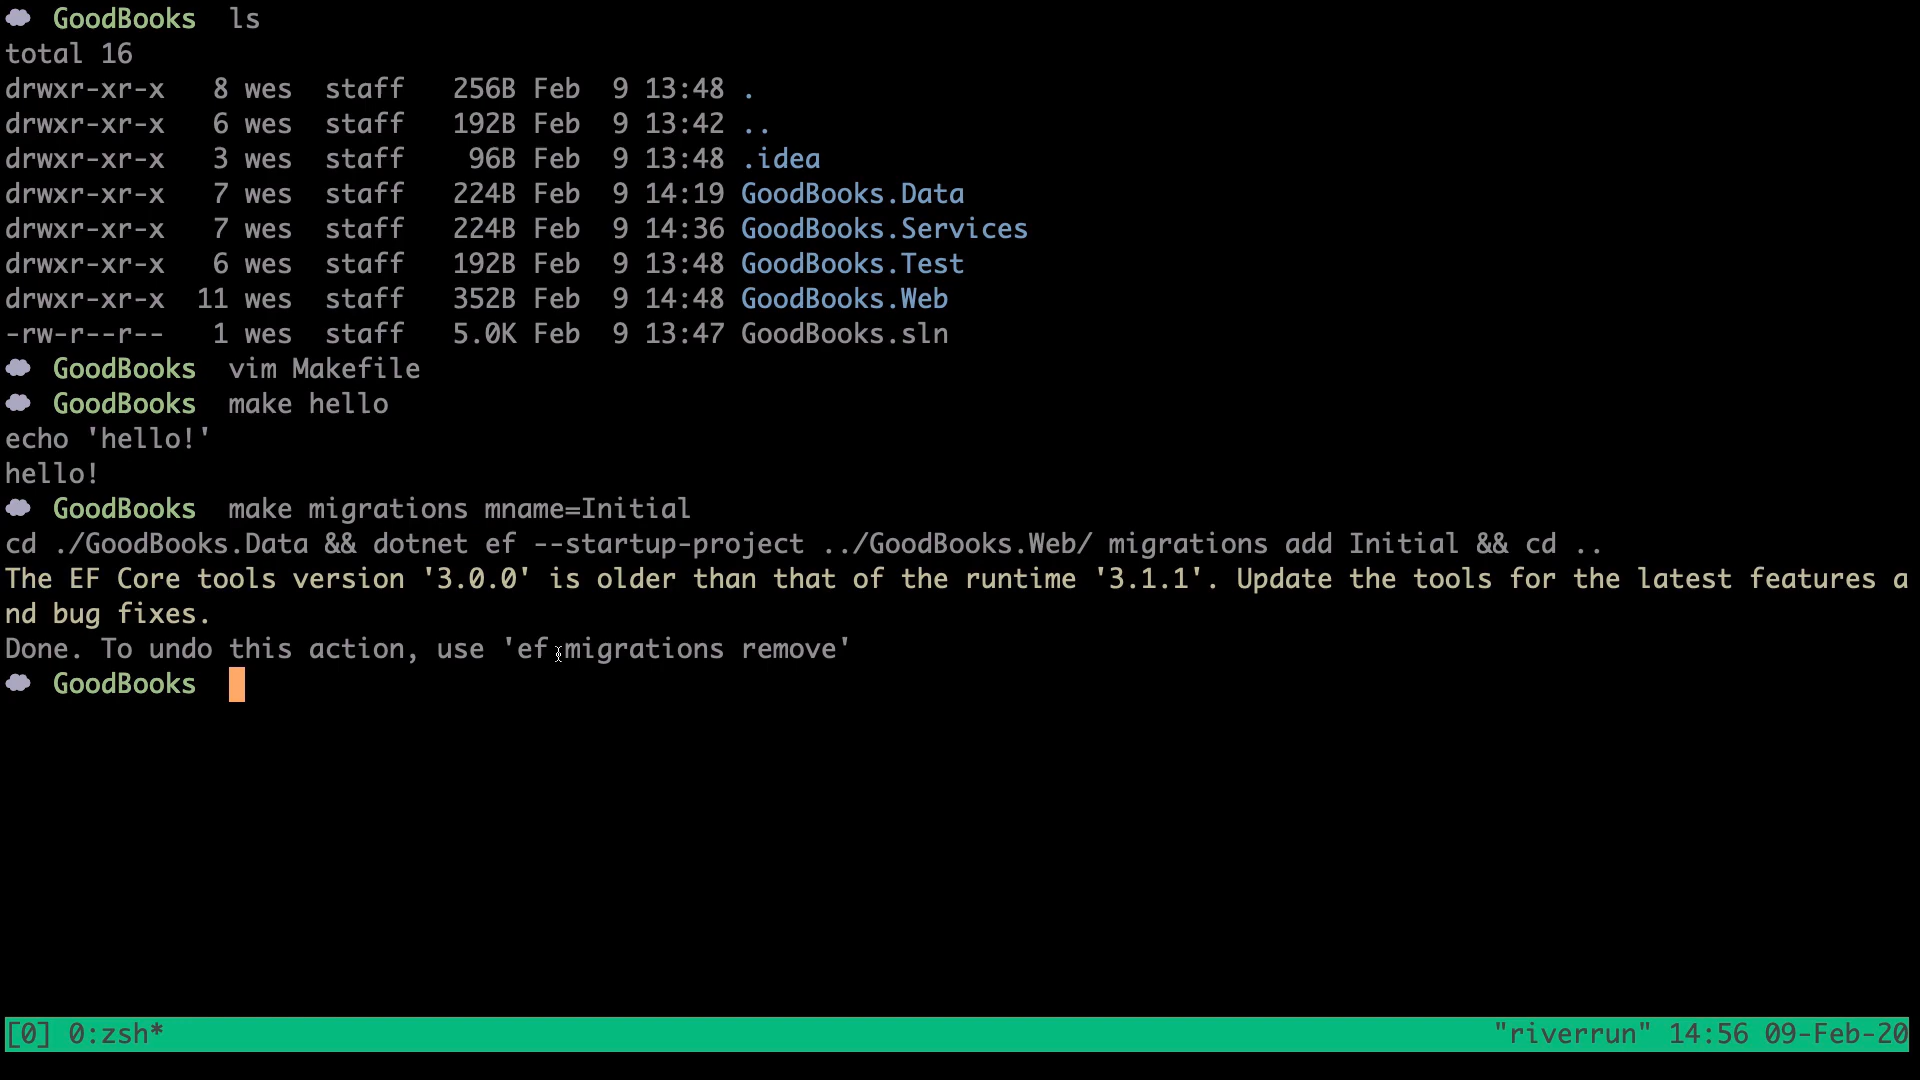 GoodBooks  ls
total 16
drwxr-xr-x   8 wes  staff   256B Feb  9 13:48 .
drwxr-xr-x   6 wes  staff   192B Feb  9 13:42 ..
drwxr-xr-x   3 wes  staff    96B Feb  9 13:48 .idea
drwxr-xr-x   7 wes  staff   224B Feb  9 14:19 GoodBooks.Data
drwxr-xr-x   7 wes  staff   224B Feb  9 14:36 GoodBooks.Services
drwxr-xr-x   6 wes  staff   192B Feb  9 13:48 GoodBooks.Test
drwxr-xr-x  11 wes  staff   352B Feb  9 14:48 GoodBooks.Web
-rw-r--r--   1 wes  staff   5.0K Feb  9 13:47 GoodBooks.sln
GoodBooks  vim Makefile
GoodBooks  make hello
echo 'hello!'
hello!
GoodBooks  make migrations mname=Initial
cd ./GoodBooks.Data && dotnet ef --startup-project ../GoodBooks.Web/ migrations add Initial && cd ..
The EF Core tools version '3.0.0' is older than that of the runtime '3.1.1'. Update the tools for the latest features a
nd bug fixes.
Done. To undo this action, use 'ef migrations remove'
GoodBooks
[0] 0:zsh* "riverrun" 14:56 09-Feb-20